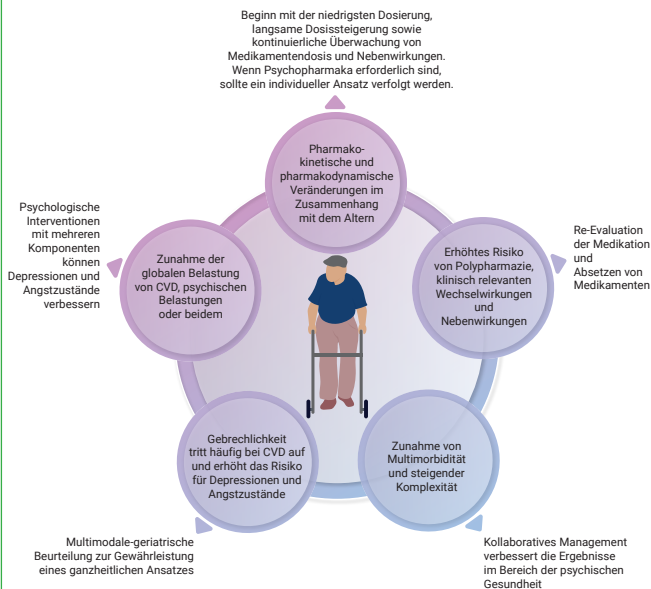 Beginn mit der niedrigsten Dosierung,
langsame Dosissteigerung sowie
kontinuierliche Überwachung von
Medikamentendosis und Nebenwirkungen.
Wenn Psychopharmaka erforderlich sind,
sollte ein individueller Ansatz verfolgt werden.
Pharmako-
kinetische und
pharmakodynamische
Veränderungen im
Zusammenhang
mit dem Altern
Psychologische
Interventionen
mit mehreren
Komponenten
können
Depressionen und
Angstzustände
verbessern
Zunahme der
globalen Belastung
von CVD, psychischen
Belastungen
oder beidem
Erhöhtes Risiko
von Polypharmazie,
klinisch relevanten
Wechselwirkungen
und
Nebenwirkungen
Re-Evaluation
der Medikation
und
Absetzen von
Medikamenten
Gebrechlichkeit
tritt häufig bei CVD auf
und erhöht das Risiko
für Depressionen und
Angstzustände
Zunahme von
Multimorbidität
und steigender
Komplexität
Multimodale-geriatrische
Beurteilung zur Gewährleistung
eines ganzheitlichen Ansatzes
Kollaboratives Management
verbessert die Ergebnisse
im Bereich der psychischen
Gesundheit